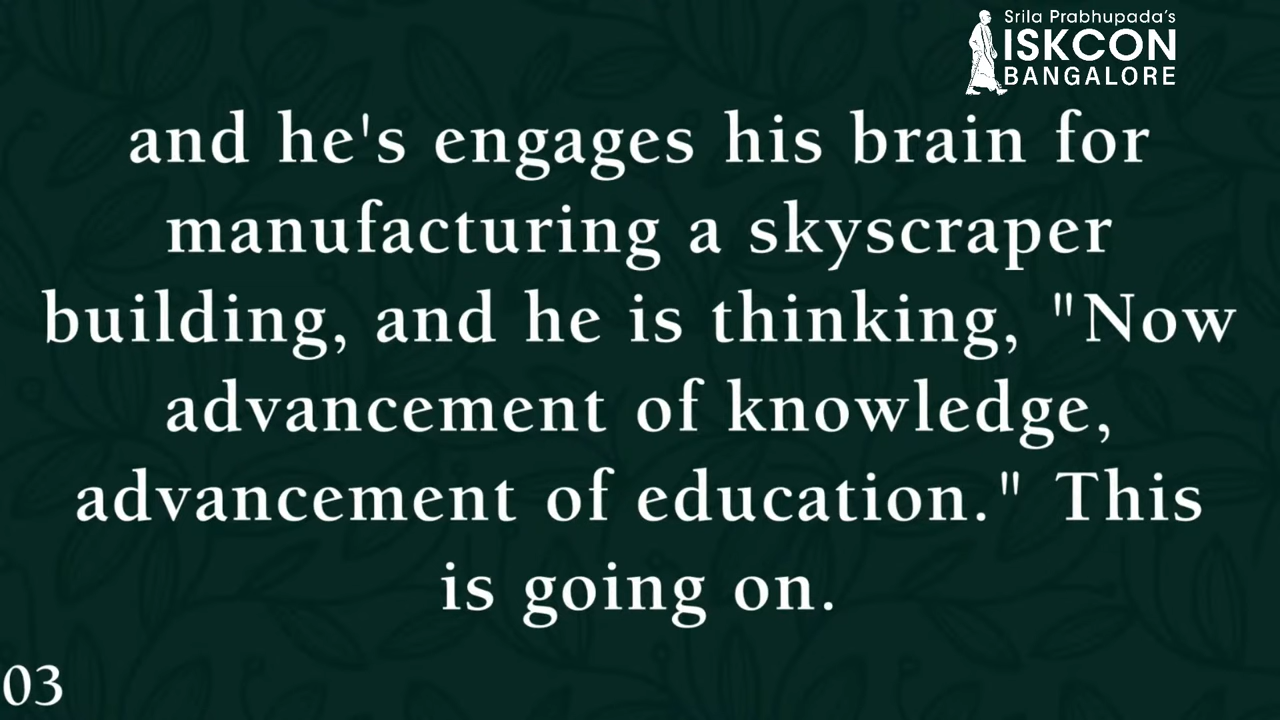 Srila Prabhupada's
ISKCON
BANGALORE
and he's engages his brain for
manufacturing a skyscraper
building, and he is thinking, "Now
advancement of knowledge,
advancement of education." This
is going on.
03